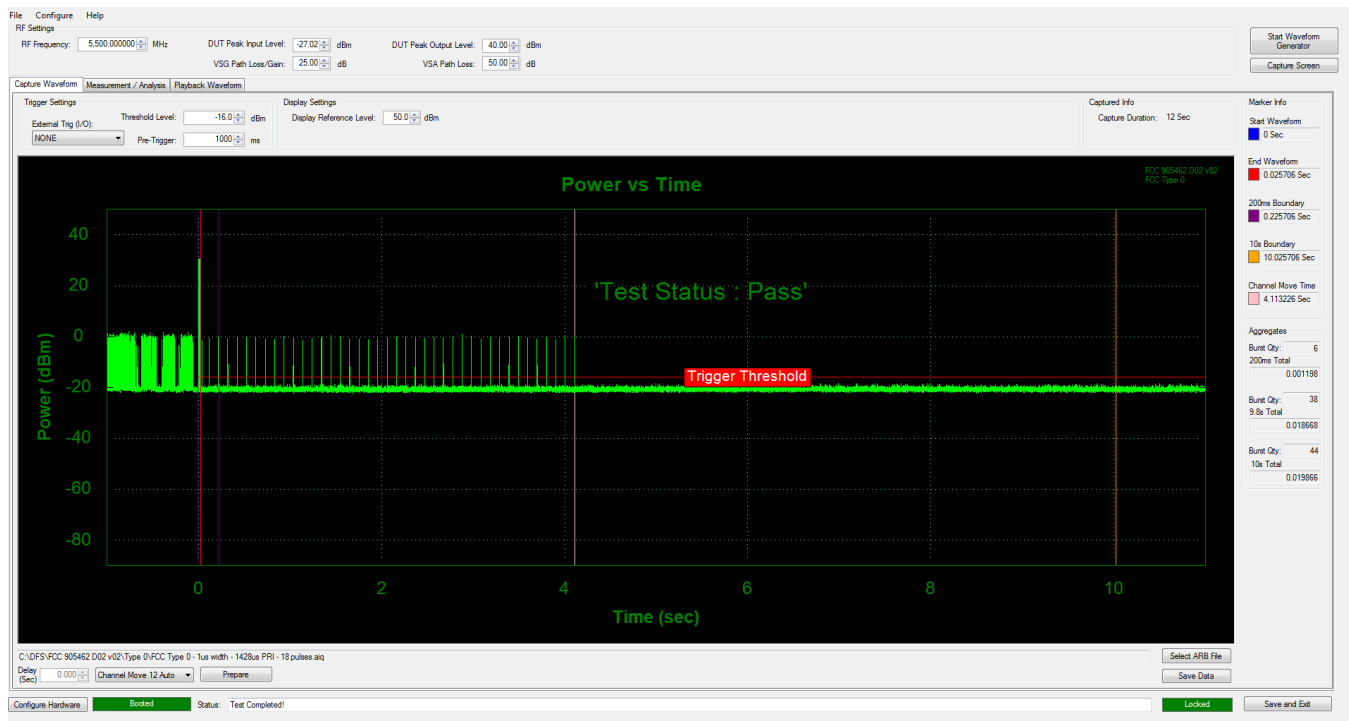 File Configure Help
RF Settings
RF Frequency: 5,500.000000 MHz DUT Peak Input Level: -27.02 dBm DUT Peak Output Level: 40.00 dBm
VSG Path Loss/Gain: 25.00 dB VSA Path Loss: 50.00 dB
Start Waveform
Generator
Capture Screen
Capture Waveform Measurement / Analysis Playback Waveform
Trigger Settings
External Trig (I/O):
NONE
Threshold Level: -16.0 dBm
Pre-Trigger: 1000 ms
Display Settings
Display Reference Level: 50.0 dBm
Captured Info
Capture Duration: 12 Sec
Marker Info
Start Waveform
0 Sec
End Waveform
0.025706 Sec
200ms Boundary
0.225706 Sec
10s Boundary
10.025706 Sec
Channel Move Time
4.113226 Sec
Aggregates
Burst Qty: 6
200ms Total
0.001198
Burst Qty: 38
9.8s Total
0.018668
Burst Qty: 44
10s Total
0.019866
Power vs Time
FCC 905462 D02 v02
FCC Type 0
'Test Status : Pass'
Trigger Threshold
Power (dBm)
40
20
0
-20
-40
-60
-80
0 2 4 6 8 10
Time (sec)
C:\DFS\FCC 905462 D02 v02\Type 0\FCC Type 0 - 1us width - 1428us PRI - 18 pulses.aiq
Select ARB File
Delay
(Sec) 0.000 Channel Move 12 Auto Prepare
Save Data
Configure Hardware Booted Status: Test Completed! Locked Save and Exit